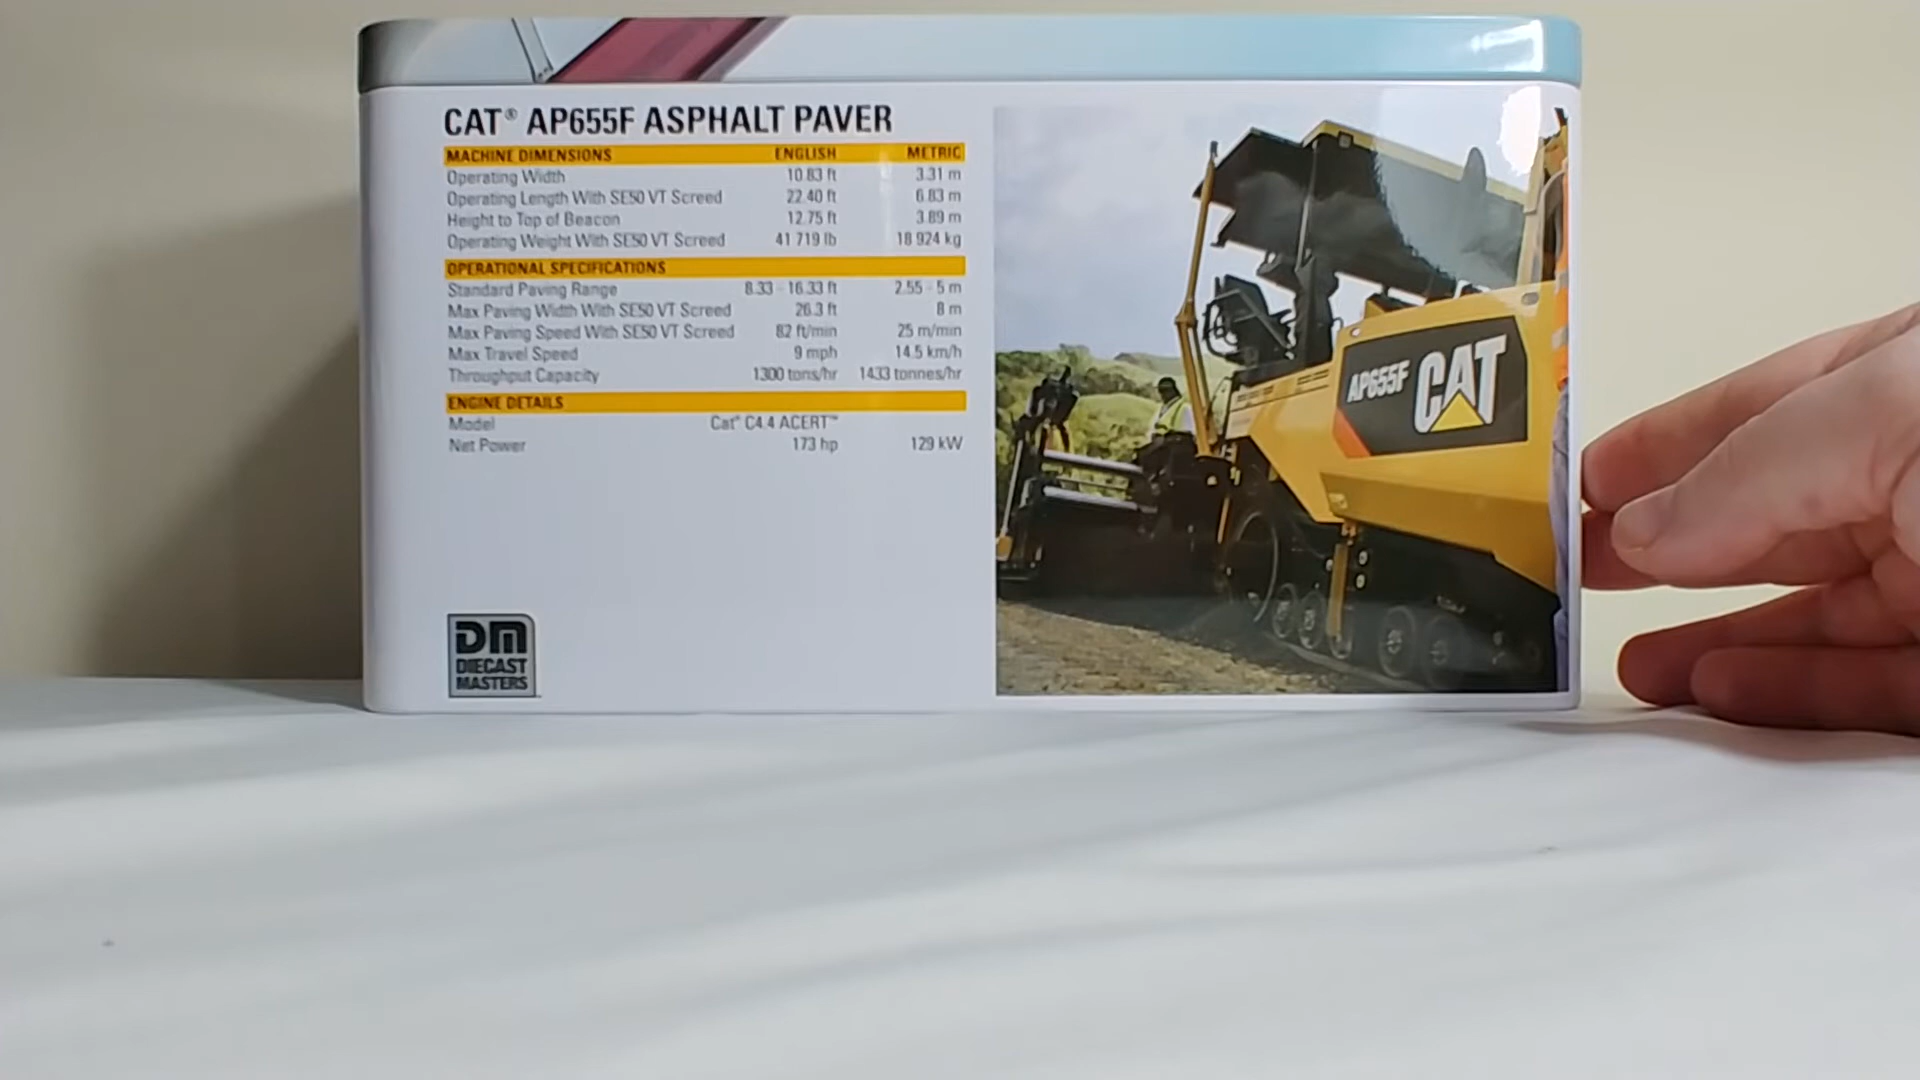 CAT® AP655F ASPHALT PAVER
MACHINE DIMENSIONS ENGLISH METRIC
Operating Width 10.83 ft 3.31 m
Operating Length With SE50 VT Screed 22.40 ft 6.83 m
Height to Top of Beacon 12.75 ft 3.89 m
Operating Weight With SE50 VT Screed 41 719 lb 18 924 kg
OPERATIONAL SPECIFICATIONS
Standard Paving Range 8.33 - 16.33 ft 2.55 - 5 m
Max Paving Width With SE50 VT Screed 26.3 ft 8 m
Max Paving Speed With SE50 VT Screed 82 ft/min 25 m/min
Max Travel Speed 9 mph 14.5 km/h
Throughput Capacity 1300 tons/hr 1433 tonnes/hr
ENGINE DETAILS
Model Cat® C4.4 ACERT™
Net Power 173 hp 129 kW
AP655F CAT
DM
DIECAST
MASTERS